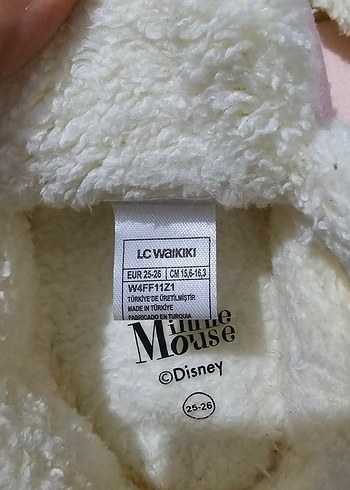 LC WAIKIKI
EUR 25-26 | CM 15,6-16,3
W4FF11Z1
TÜRKİYE'DE ÜRETİLMİŞTİR
MADE IN TÜRKİYE
FABRICADO EN TURQUIA
Minnie
Mouse
©Disney
25-26